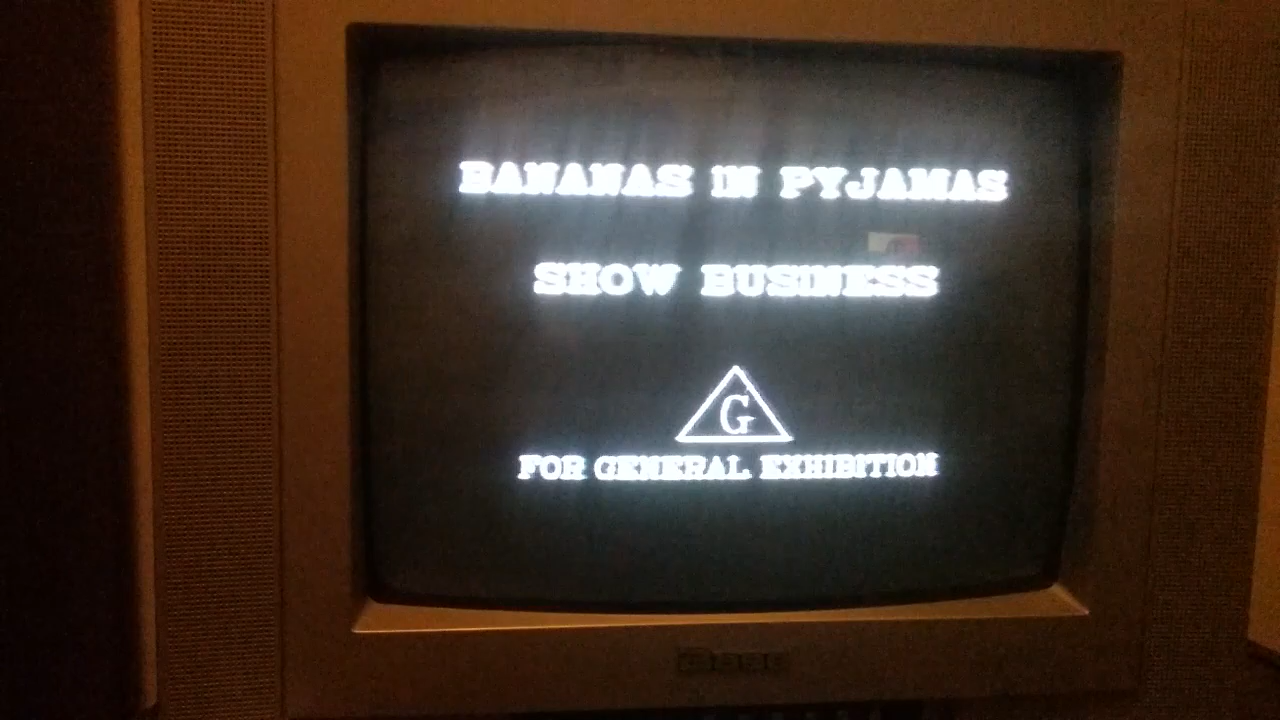 BANANAS IN PYJAMAS
SHOW BUSINESS
G
FOR GENERAL EXHIBITION